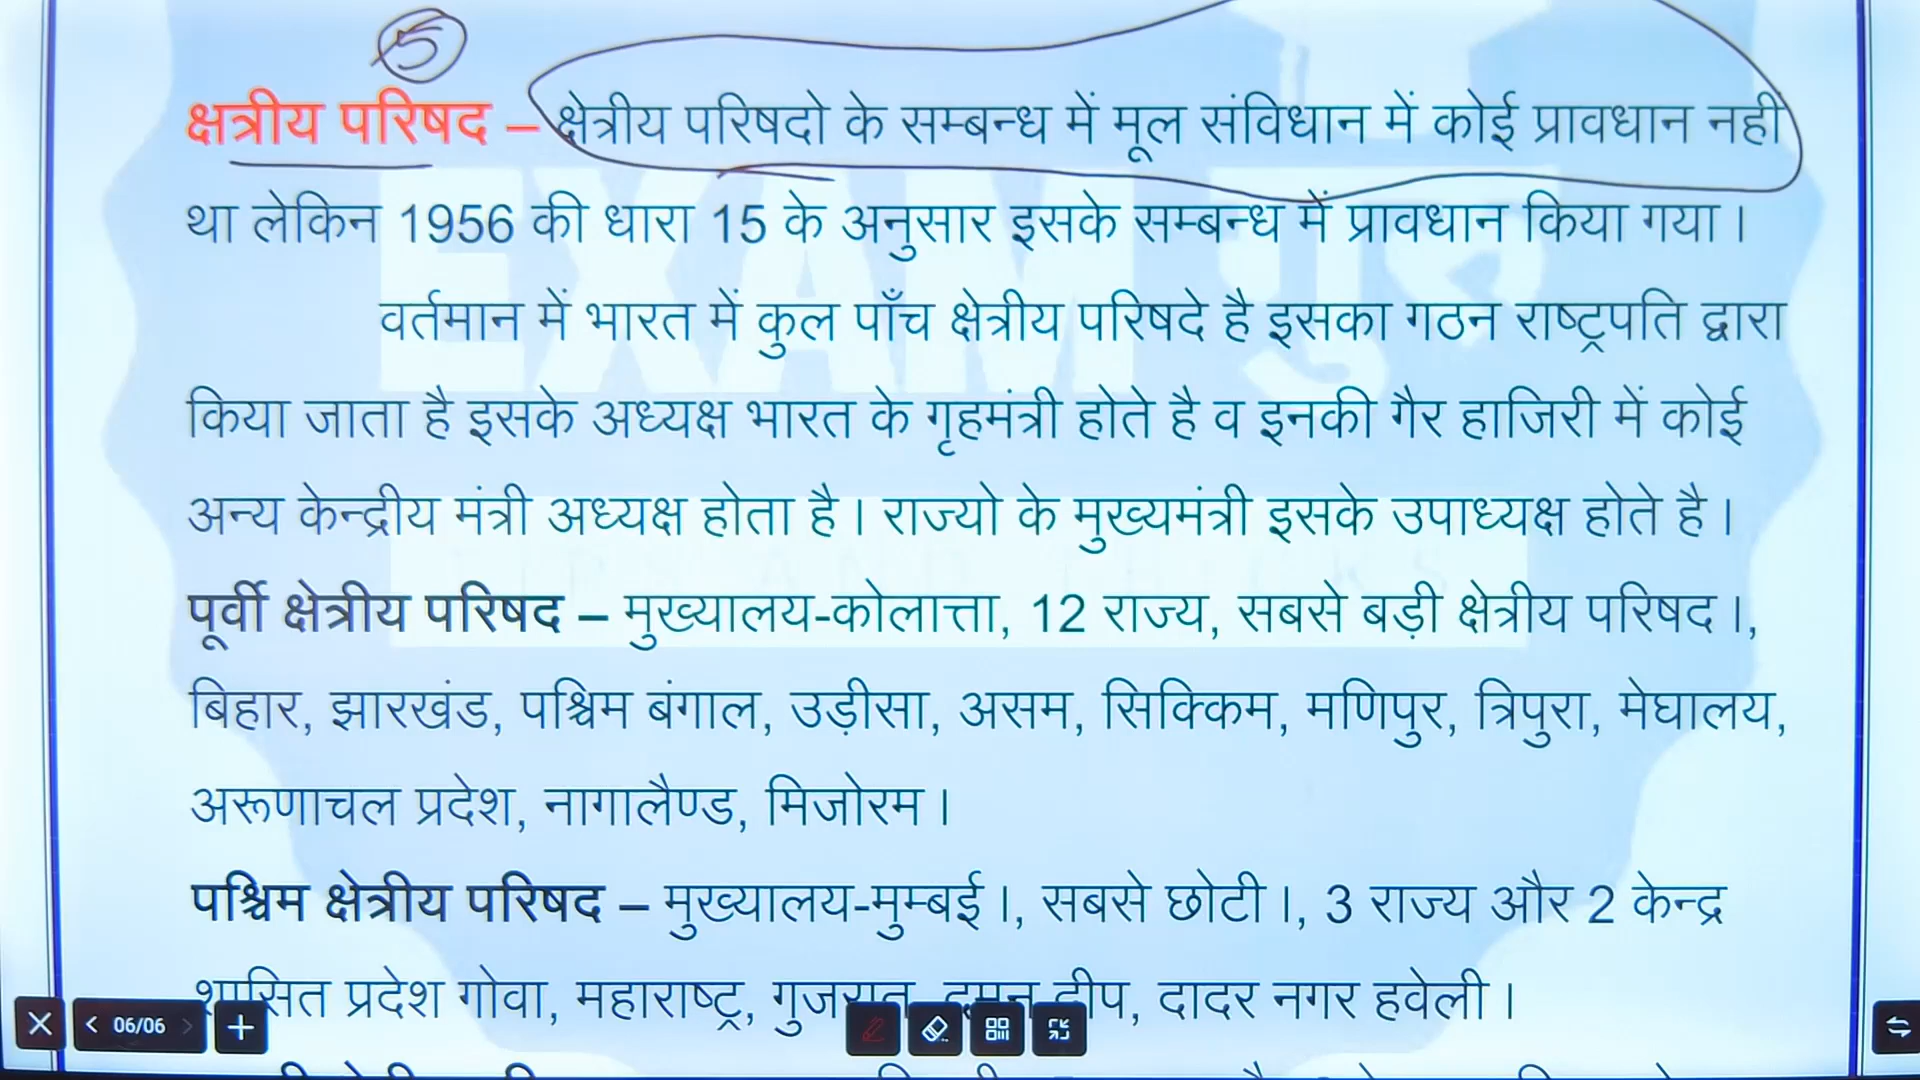 5
क्षत्रीय परिषद – क्षेत्रीय परिषदो के सम्बन्ध में मूल संविधान में कोई प्रावधान नही
था लेकिन 1956 की धारा 15 के अनुसार इसके सम्बन्ध में प्रावधान किया गया ।
वर्तमान में भारत में कुल पाँच क्षेत्रीय परिषदे है इसका गठन राष्ट्रपति द्वारा
किया जाता है इसके अध्यक्ष भारत के गृहमंत्री होते है व इनकी गैर हाजिरी में कोई
अन्य केन्द्रीय मंत्री अध्यक्ष होता है । राज्यो के मुख्यमंत्री इसके उपाध्यक्ष होते है ।
पूर्वी क्षेत्रीय परिषद – मुख्यालय-कोलात्ता, 12 राज्य, सबसे बड़ी क्षेत्रीय परिषद ।,
बिहार, झारखंड, पश्चिम बंगाल, उड़ीसा, असम, सिक्किम, मणिपुर, त्रिपुरा, मेघालय,
अरूणाचल प्रदेश, नागालैण्ड, मिजोरम ।
पश्चिम क्षेत्रीय परिषद – मुख्यालय-मुम्बई ।, सबसे छोटी ।, 3 राज्य और 2 केन्द्र
शासित प्रदेश गोवा, महाराष्ट्र, गुजरात, दमन द्वीप, दादर नगर हवेली ।
06/06
EXAM गुरु